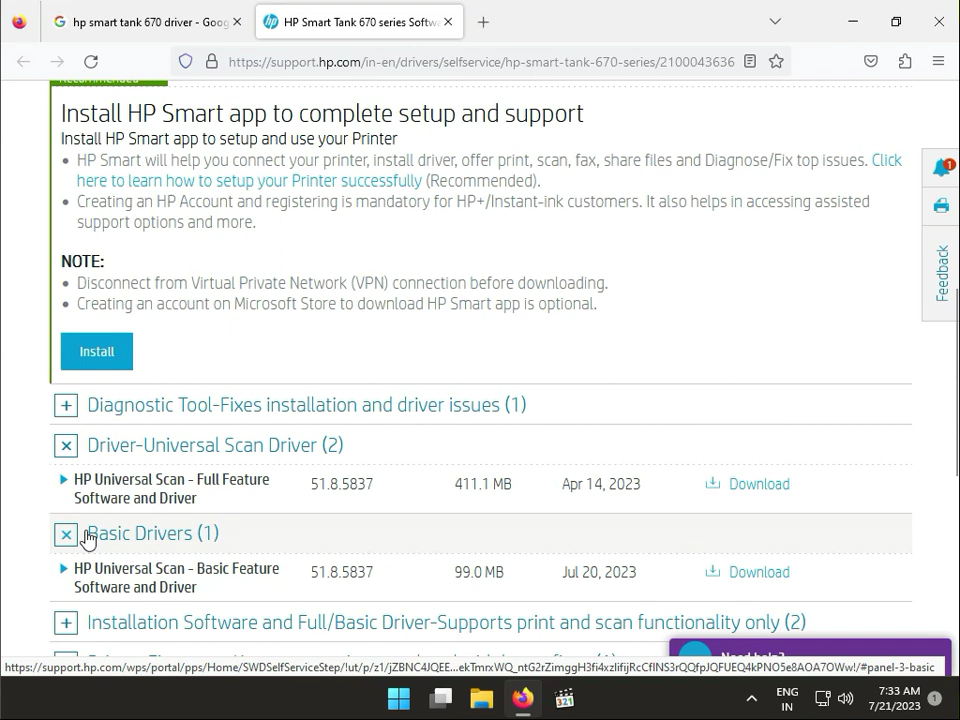 hp smart tank 670 driver - Goog
HP Smart Tank 670 series Softwa
https://support.hp.com/in-en/drivers/selfservice/hp-smart-tank-670-series/2100043636
Recommended
Install HP Smart app to complete setup and support
Install HP Smart app to setup and use your Printer
HP Smart will help you connect your printer, install driver, offer print, scan, fax, share files and Diagnose/Fix top issues. Click
here to learn how to setup your Printer successfully (Recommended).
Creating an HP Account and registering is mandatory for HP+/Instant-ink customers. It also helps in accessing assisted
support options and more.
NOTE:
Disconnect from Virtual Private Network (VPN) connection before downloading.
Creating an account on Microsoft Store to download HP Smart app is optional.
Install
1
Feedback
Diagnostic Tool-Fixes installation and driver issues (1)
Driver-Universal Scan Driver (2)
HP Universal Scan - Full Feature
Software and Driver 51.8.5837 411.1 MB Apr 14, 2023 Download
Basic Drivers (1)
HP Universal Scan - Basic Feature
Software and Driver 51.8.5837 99.0 MB Jul 20, 2023 Download
Installation Software and Full/Basic Driver-Supports print and scan functionality only (2)
Need help?
ENG
IN
7:33 AM
7/21/2023
1
321